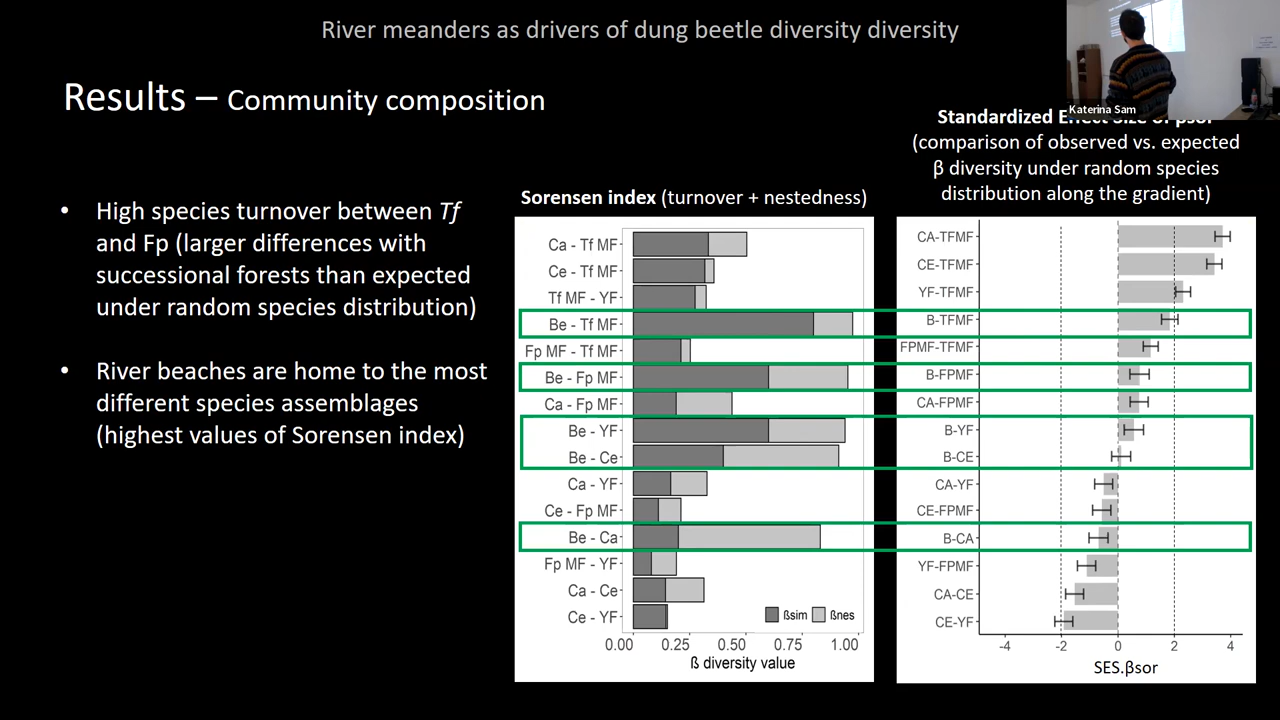 River meanders as drivers of dung beetle diversity diversity
Results – Community composition
Katerina Sam
• High species turnover between Tf
and Fp (larger differences with
successional forests than expected
under random species distribution)
• River beaches are home to the most
different species assemblages
(highest values of Sorensen index)
Sorensen index (turnover + nestedness)
Ca - Tf MF
Ce - Tf MF
Tf MF - YF
Be - Tf MF
Fp MF - Tf MF
Be - Fp MF
Ca - Fp MF
Be - YF
Be - Ce
Ca - YF
Ce - Fp MF
Be - Ca
Fp MF - YF
Ca - Ce
Ce - YF
ßsim ßnes
0.00 0.25 0.50 0.75 1.00
ß diversity value
Standardized Effect Size of βsor
(comparison of observed vs. expected
β diversity under random species
distribution along the gradient)
CA-TFMF
CE-TFMF
YF-TFMF
B-TFMF
FPMF-TFMF
B-FPMF
CA-FPMF
B-YF
B-CE
CA-YF
CE-FPMF
B-CA
YF-FPMF
CA-CE
CE-YF
-4 -2 0 2 4
SES.βsor